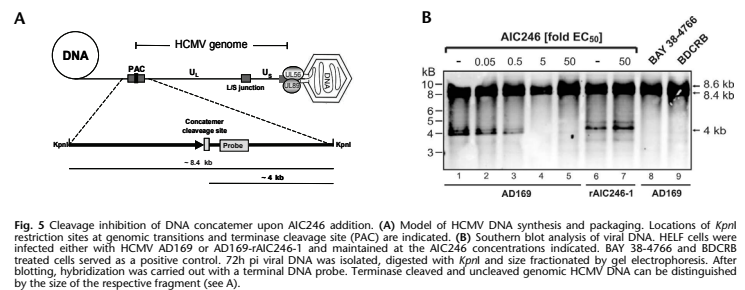 A
HCMV genome
DNA
PAC
U_L
L/S junction
U_S
UL56
UL89
DNA
Concatemer
cleaveage site
KpnI
Probe
KpnI
~ 8.4 kb
~ 4 kb
B
AIC246 [fold EC50]
BAY 38-4766
BDCRB
- 0.05 0.5 5 50 - 50
kB
10
8
6
5
4
3
8.6 kb
8.4 kb
4 kb
1 2 3 4 5 6 7 8 9
AD169 rAIC246-1 AD169
Fig. 5 Cleavage inhibition of DNA concatemer upon AIC246 addition. (A) Model of HCMV DNA synthesis and packaging. Locations of KpnI
restriction sites at genomic transitions and terminase cleavage site (PAC) are indicated. (B) Southern blot analysis of viral DNA. HELF cells were
infected either with HCMV AD169 or AD169-rAIC246-1 and maintained at the AIC246 concentrations indicated. BAY 38-4766 and BDCRB
treated cells served as a positive control. 72h pi viral DNA was isolated, digested with KpnI and size fractionated by gel electrophoresis. After
blotting, hybridization was carried out with a terminal DNA probe. Terminase cleaved and uncleaved genomic HCMV DNA can be distinguished
by the size of the respective fragment (see A).